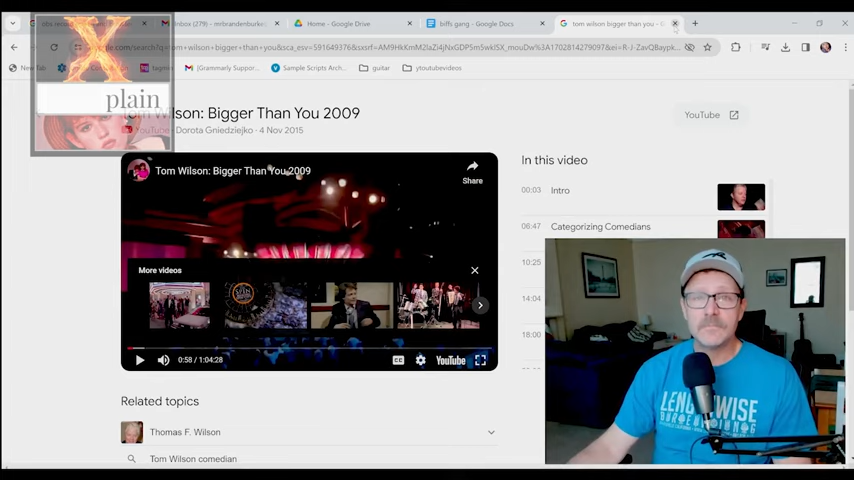 Inbox (279) - mrbrandenburke
Home - Google Drive
biffs gang - Google Docs
tom wilson bigger than you - G
New Tab
[Grammarly Suppor...
Sample Scripts Arch...
guitar
ytoutubevideos
X
plain
Tom Wilson: Bigger Than You 2009
YouTube · Dorota Gniedziejko · 4 Nov 2015
YouTube
Tom Wilson: Bigger Than You 2009
Share
More videos
0:58 / 1:04:28
CC
YouTube
In this video
00:03 Intro
06:47 Categorizing Comedians
10:25
14:04
18:00
Related topics
Thomas F. Wilson
Tom Wilson comedian
LENGTHWISE